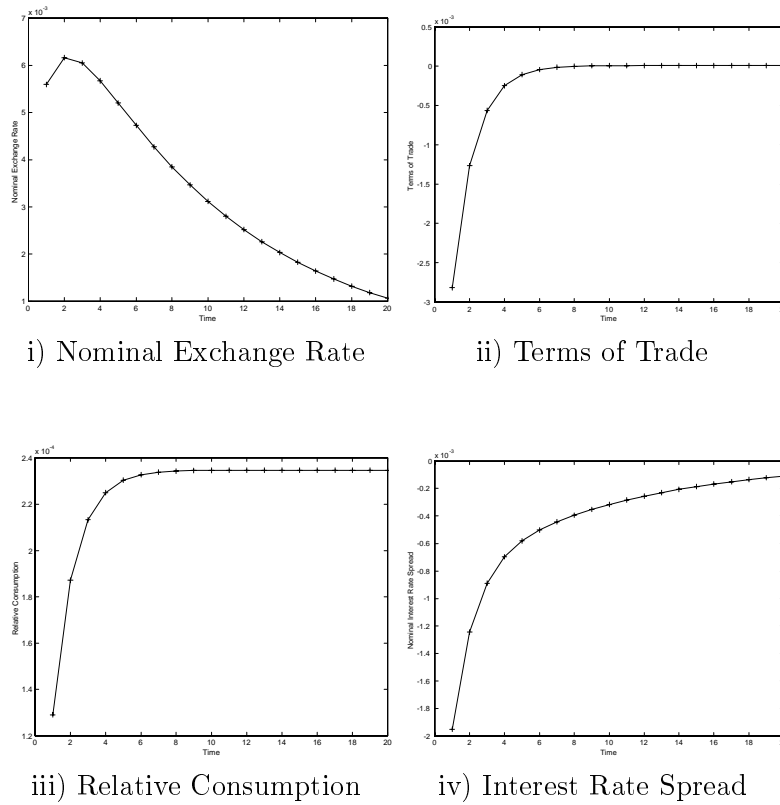 x 10⁻³
7
6
5
4
3
2
1
0 2 4 6 8 10 12 14 16 18 20
Nominal Exchange Rate
Time
i) Nominal Exchange Rate
x 10⁻³
0.5
0
-0.5
-1
-1.5
-2
-2.5
-3
0 2 4 6 8 10 12 14 16 18
Terms of Trade
Time
ii) Terms of Trade
x 10⁻⁴
2.4
2.2
2
1.8
1.6
1.4
1.2
0 2 4 6 8 10 12 14 16 18 20
Relative Consumption
Time
iii) Relative Consumption
x 10⁻³
0
-0.2
-0.4
-0.6
-0.8
-1
-1.2
-1.4
-1.6
-1.8
-2
0 2 4 6 8 10 12 14 16 18
Nominal Interest Rate Spread
Time
iv) Interest Rate Spread